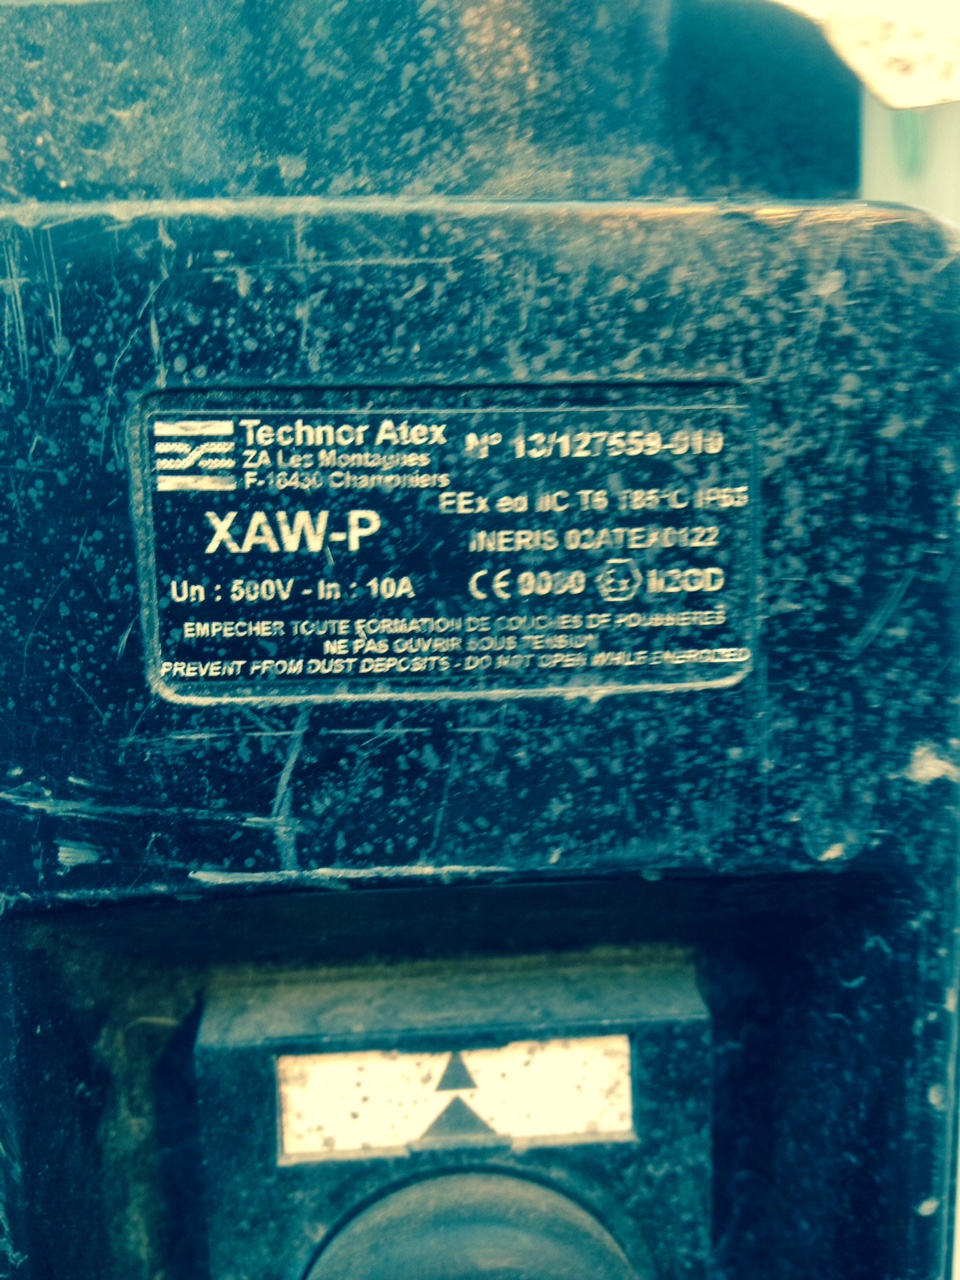 Technor Atex
ZA Les Montagnes
F-16430 Champniers
N° 13/127559-010
XAW-P
EEx ed IIC T6 T85°C IP65
INERIS 03ATEX0122
Un : 500V - In : 10A
CE 0080 Ex II2GD
EMPECHER TOUTE FORMATION DE COUCHES DE POUSSIERES
NE PAS OUVRIR SOUS TENSION
PREVENT FROM DUST DEPOSITS - DO NOT OPEN WHILE ENERGIZED